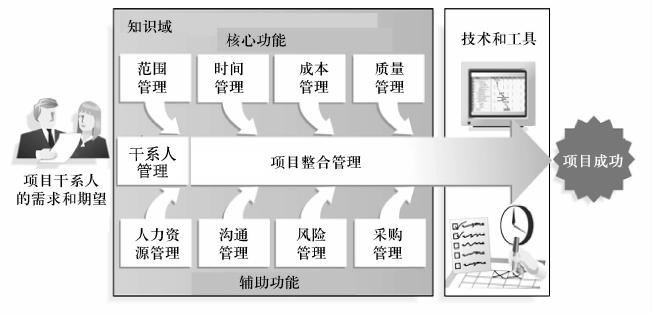 知识域
核心功能
范围
管理
时间
管理
成本
管理
质量
管理
技术和工具
项目干系人
的需求和期望
干系人
管理
项目整合管理
项目成功
人力资
源管理
沟通
管理
风险
管理
采购
管理
辅助功能